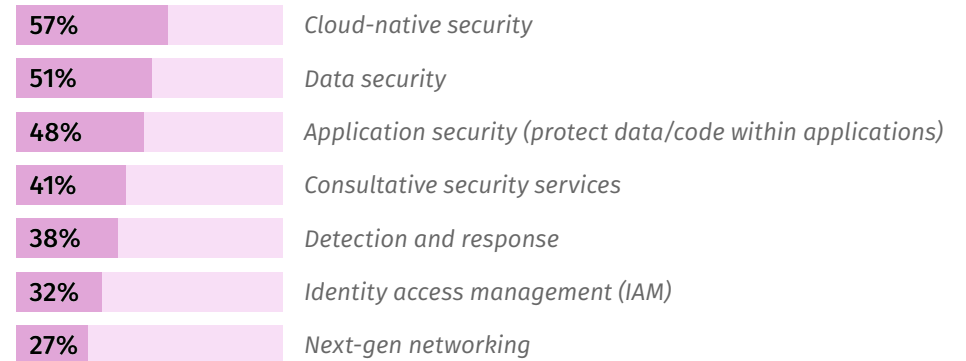 57% Cloud-native security
51% Data security
48% Application security (protect data/code within applications)
41% Consultative security services
38% Detection and response
32% Identity access management (IAM)
27% Next-gen networking